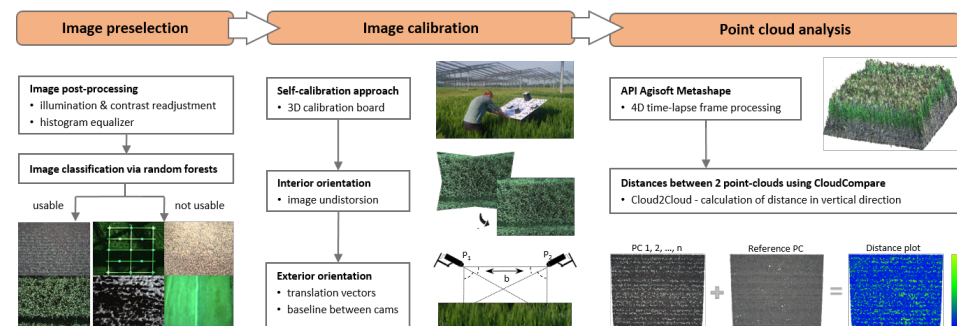 Image preselection
Image calibration
Point cloud analysis
Image post-processing
• illumination & contrast readjustment
• histogram equalizer
Image classification via random forests
usable
not usable
Self-calibration approach
• 3D calibration board
Interior orientation
• image undistorsion
Exterior orientation
• translation vectors
• baseline between cams
P1
P2
b
API Agisoft Metashape
• 4D time-lapse frame processing
Distances between 2 point-clouds using CloudCompare
• Cloud2Cloud - calculation of distance in vertical direction
PC 1, 2, ..., n
Reference PC
Distance plot
+
=